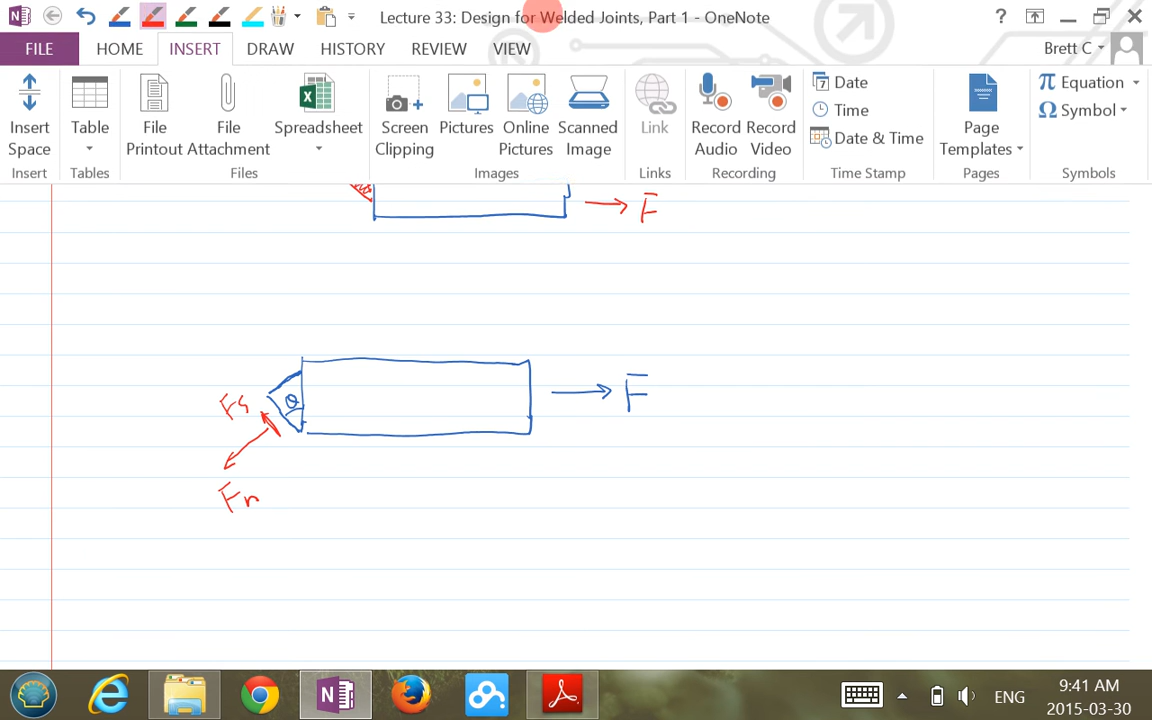 Lecture 33: Design for Welded Joints, Part 1 - OneNote
?
FILE HOME INSERT DRAW HISTORY REVIEW VIEW
Brett C
Insert Space
Table
File Printout
File Attachment
Spreadsheet
Screen Clipping
Pictures
Online Pictures
Scanned Image
Link
Record Audio
Record Video
Date
Time
Date & Time
Page Templates
π Equation
Ω Symbol
Insert Tables Files Images Links Recording Time Stamp Pages Symbols
F
Fs
θ
F
Fn
ENG
9:41 AM
2015-03-30